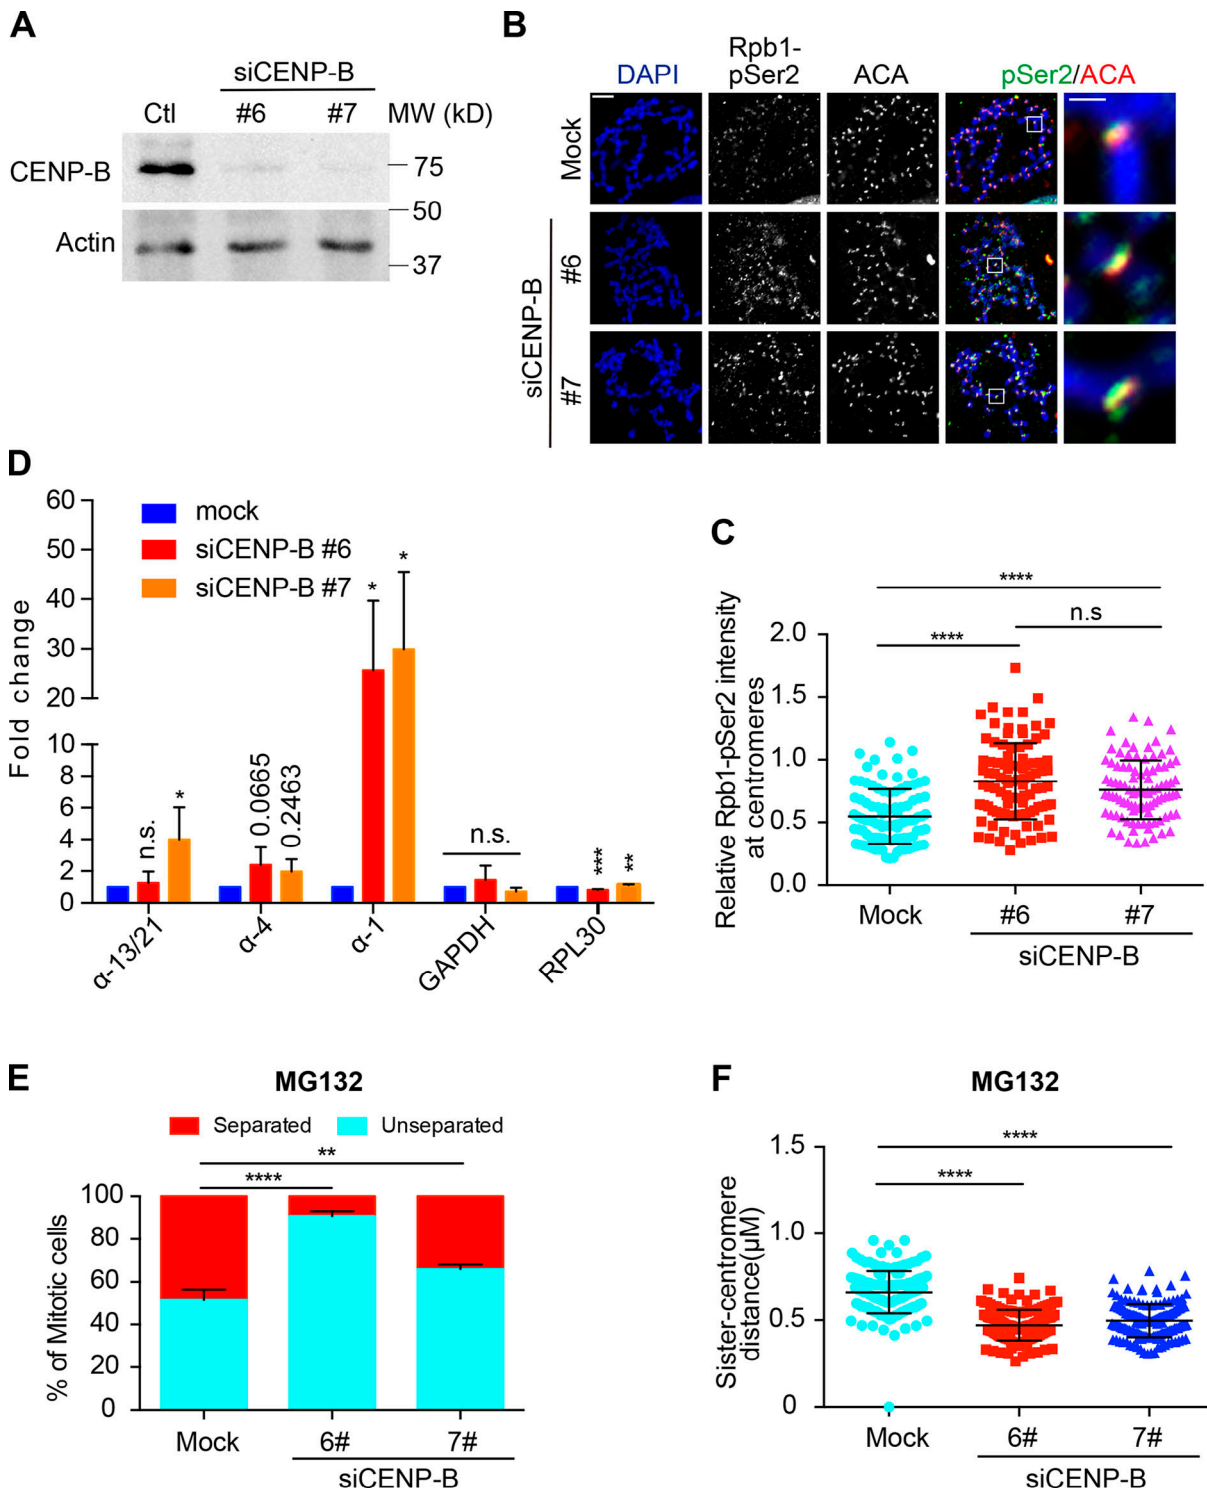 A
siCENP-B
Ctl #6 #7 MW (kD)
CENP-B
75
50
Actin
37
B
DAPI Rpb1-pSer2 ACA pSer2/ACA
Mock
siCENP-B
#6
#7
D
Fold change
60
50
40
30
20
10
8
6
4
2
0
mock
siCENP-B #6
siCENP-B #7
n.s. *
0.0665 0.2463
* *
n.s.
*** **
α-13/21 α-4 α-1 GAPDH RPL30
C
Relative Rpb1-pSer2 intensity
at centromeres
****
n.s
****
2.0
1.5
1.0
0.5
0.0
Mock #6 #7
siCENP-B
E
MG132
Separated Unseparated
**
****
% of Mitotic cells
100
80
60
40
20
0
Mock 6# 7#
siCENP-B
F
MG132
Sister-centromere
distance(μM)
****
****
1.5
1.0
0.5
0
Mock 6# 7#
siCENP-B